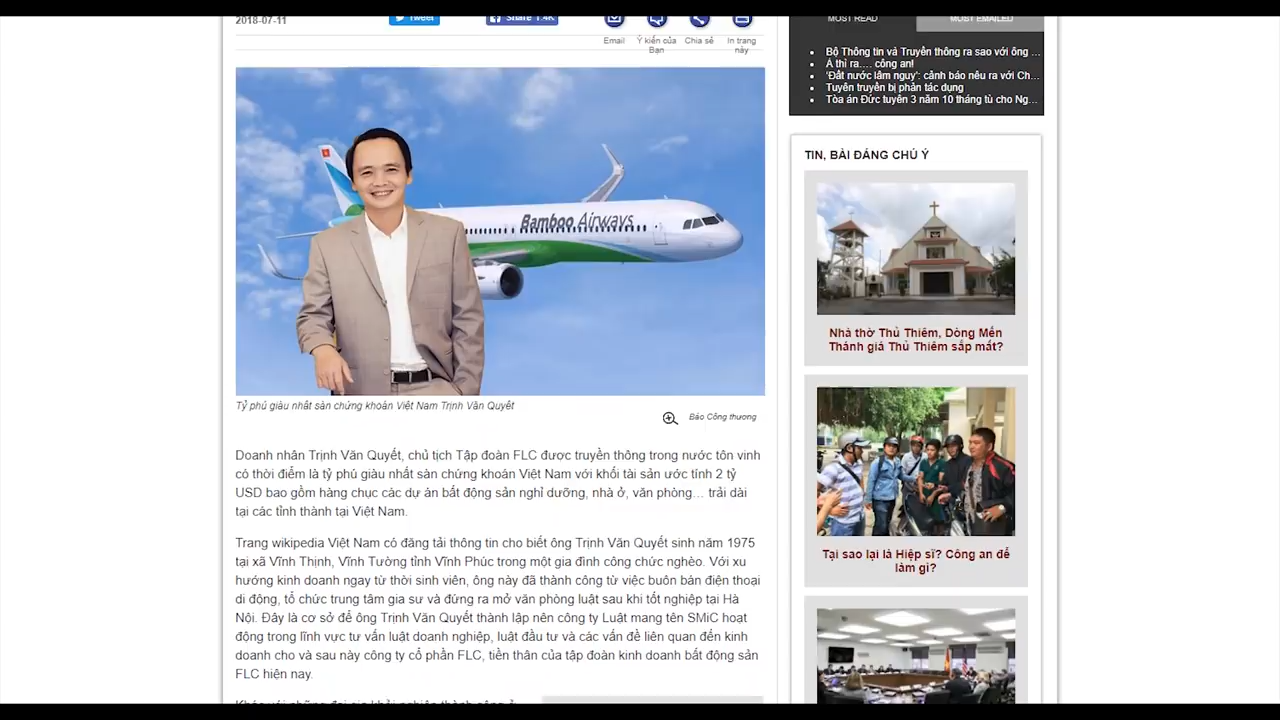 2018-07-11
Tweet
Share 1.4K
Email
Ý kiến của
Bạn
Chia sẻ
In trang
này
Bamboo Airways
Tỷ phú giàu nhất sàn chứng khoán Việt Nam Trịnh Văn Quyết
Báo Công thương
Doanh nhân Trịnh Văn Quyết, chủ tịch Tập đoàn FLC được truyền thông trong nước tôn vinh
có thời điểm là tỷ phú giàu nhất sàn chứng khoán Việt Nam với khối tài sản ước tính 2 tỷ
USD bao gồm hàng chục các dự án bất động sản nghỉ dưỡng, nhà ở, văn phòng… trải dài
tại các tỉnh thành tại Việt Nam.
Trang wikipedia Việt Nam có đăng tải thông tin cho biết ông Trịnh Văn Quyết sinh năm 1975
tại xã Vĩnh Thịnh, Vĩnh Tường tỉnh Vĩnh Phúc trong một gia đình công chức nghèo. Với xu
hướng kinh doanh ngay từ thời sinh viên, ông này đã thành công từ việc buôn bán điện thoại
di động, tổ chức trung tâm gia sư và đứng ra mở văn phòng luật sau khi tốt nghiệp tại Hà
Nội. Đây là cơ sở để ông Trịnh Văn Quyết thành lập nên công ty Luật mang tên SMiC hoạt
động trong lĩnh vực tư vấn luật doanh nghiệp, luật đầu tư và các vấn đề liên quan đến kinh
doanh cho và sau này công ty cổ phần FLC, tiền thân của tập đoàn kinh doanh bất động sản
FLC hiện nay.
Khác với những đại gia khởi nghiệp thành công ở
MOST READ
MOST EMAILED
Bộ Thông tin và Truyền thông ra sao với ông ...
À thì ra…. công an!
'Đất nước lâm nguy': cảnh báo nêu ra với Ch...
Tuyên truyền bị phản tác dụng
Tòa án Đức tuyên 3 năm 10 tháng tù cho Ng...
TIN, BÀI ĐÁNG CHÚ Ý
Nhà thờ Thủ Thiêm, Dòng Mến
Thánh giá Thủ Thiêm sắp mất?
Tại sao lại là Hiệp sĩ? Công an để
làm gì?